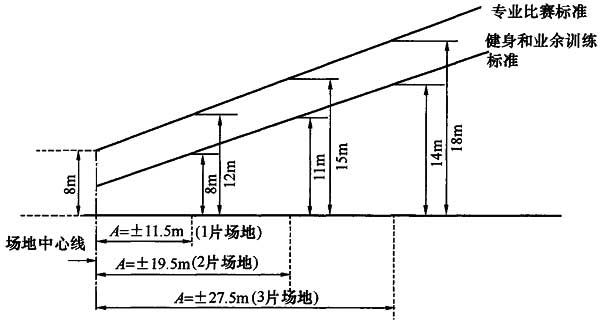 专业比赛标准
健身和业余训练
标准
8m
8m
12m
11m
15m
14m
18m
场地中心线
A=±11.5m(1片场地)
A=±19.5m(2片场地)
A=±27.5m(3片场地)